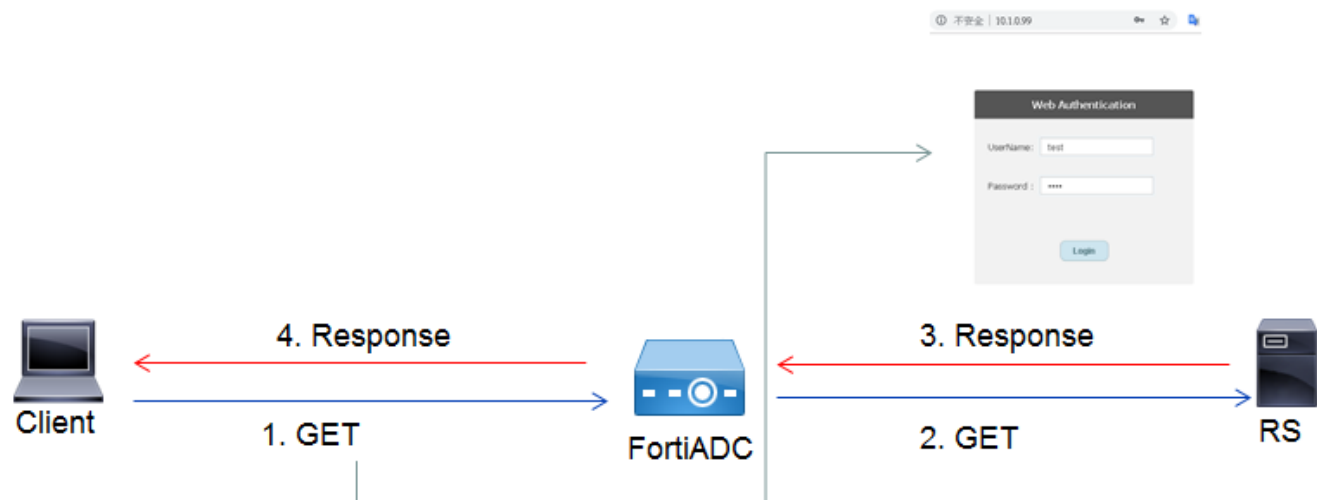 不安全 | 10.1.0.99
Web Authentication
UserName: test
Password : ••••
Login
4. Response
3. Response
Client
1. GET
FortiADC
2. GET
RS